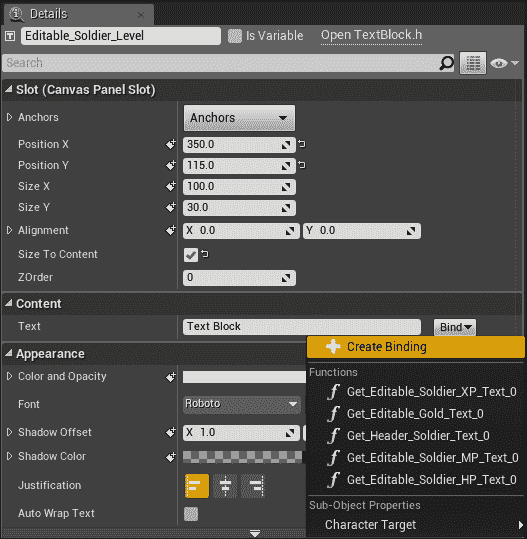 Details
Editable_Soldier_Level Is Variable Open TextBlock.h
Search
Slot (Canvas Panel Slot)
Anchors Anchors
Position X 350.0
Position Y 115.0
Size X 100.0
Size Y 30.0
Alignment X 0.0 Y 0.0
Size To Content
ZOrder 0
Content
Text Text Block Bind
Create Binding
Appearance
Functions
Color and Opacity
Get_Editable_Soldier_XP_Text_0
Font Roboto
Get_Editable_Gold_Text_0
Shadow Offset X 1.0
Get_Header_Soldier_Text_0
Shadow Color
Get_Editable_Soldier_MP_Text_0
Justification
Get_Editable_Soldier_HP_Text_0
Sub-Object Properties
Auto Wrap Text
Character Target